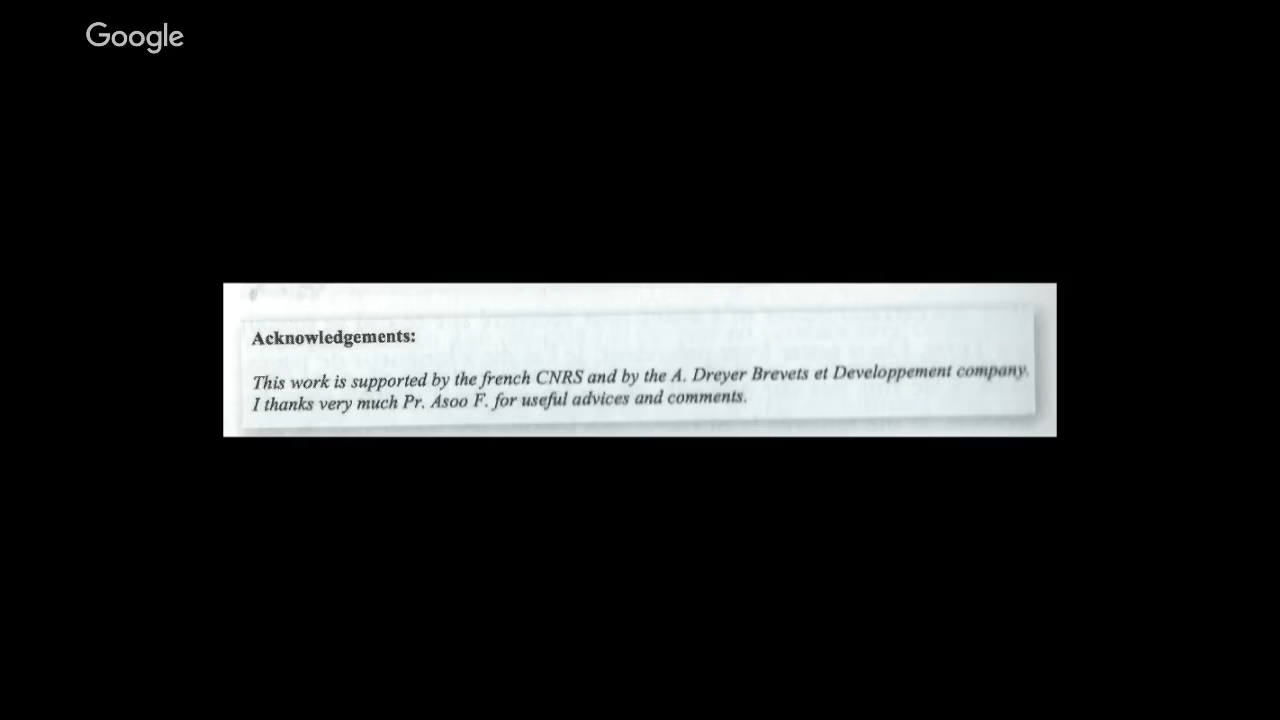 Google
Acknowledgements:
This work is supported by the french CNRS and by the A. Dreyer Brevets et Developpement company.
I thanks very much Pr. Asoo F. for useful advices and comments.